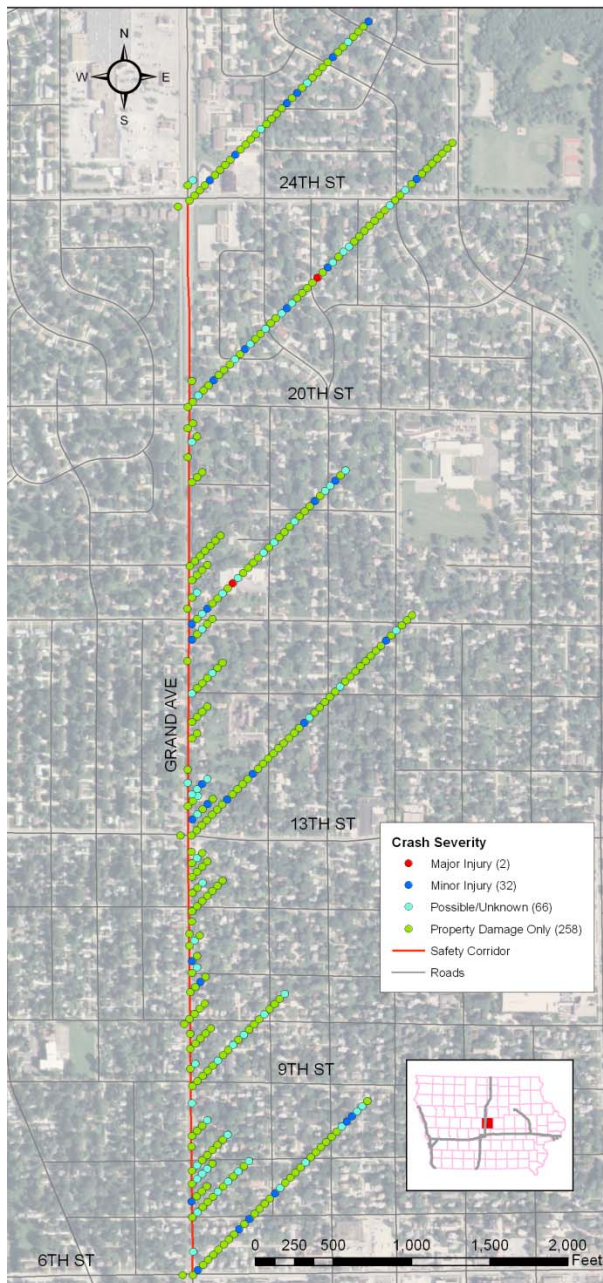 N
W E
S
24TH ST
20TH ST
GRAND AVE
13TH ST
Crash Severity
Major Injury (2)
Minor Injury (32)
Possible/Unknown (66)
Property Damage Only (258)
Safety Corridor
Roads
9TH ST
6TH ST
0 250 500 1,000 1,500 2,000
Feet